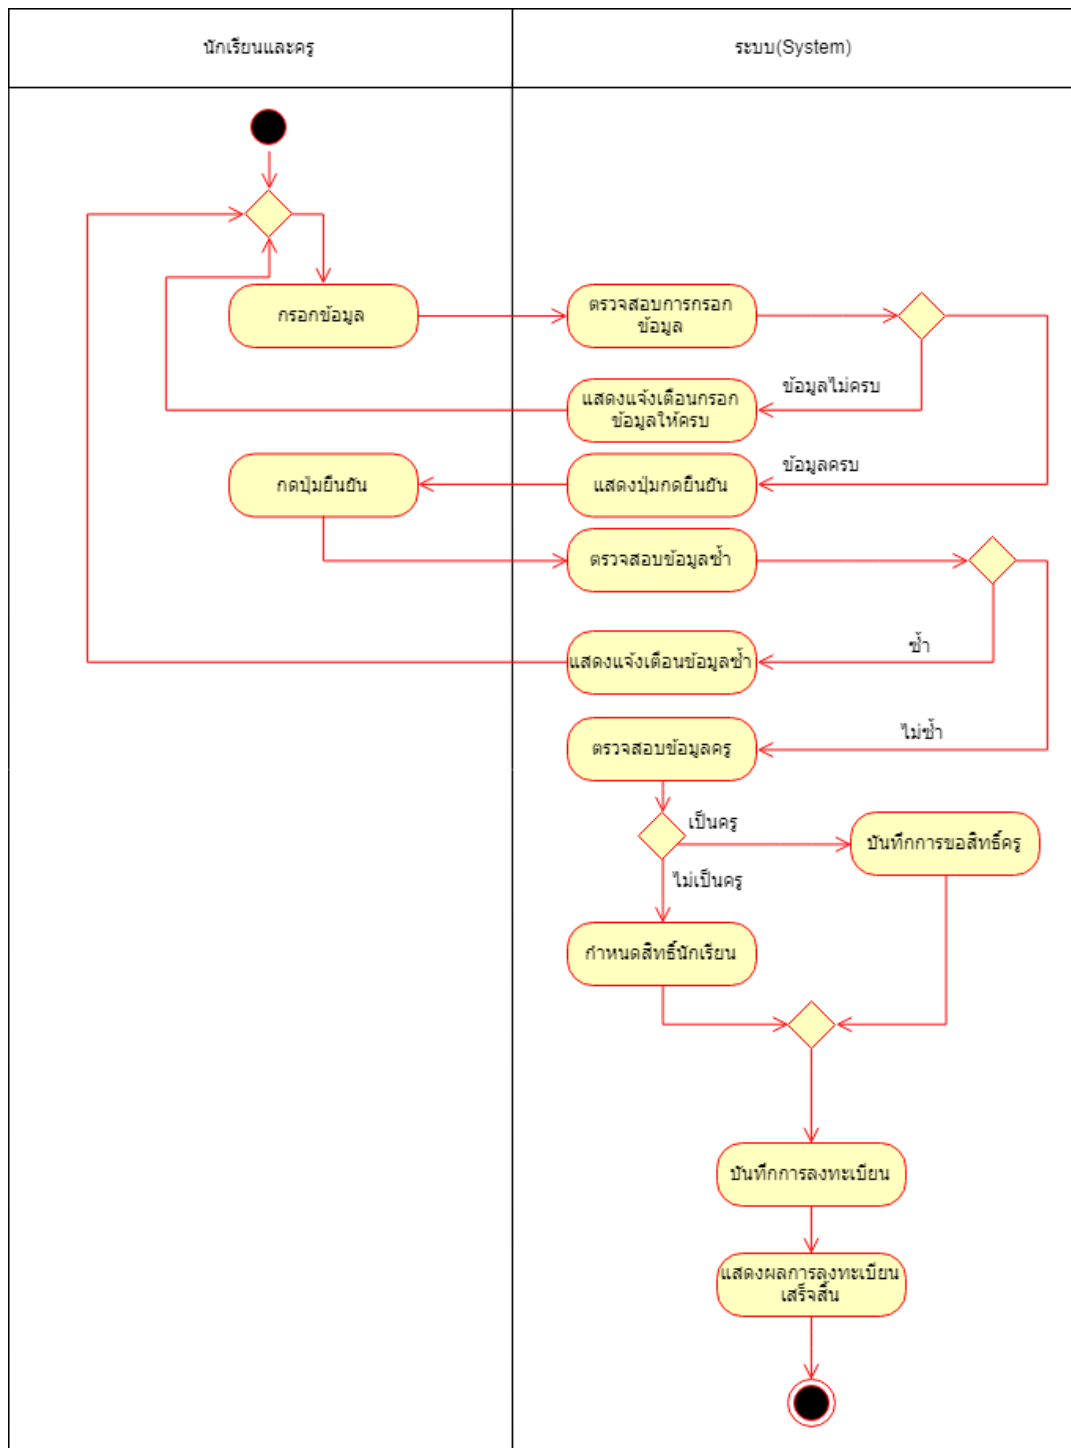 นักเรียนและครู
ระบบ(System)
กรอกข้อมูล
ตรวจสอบการกรอก
ข้อมูล
ข้อมูลไม่ครบ
แสดงแจ้งเตือนกรอก
ข้อมูลให้ครบ
ข้อมูลครบ
กดปุ่มยืนยัน
แสดงปุ่มกดยืนยัน
ตรวจสอบข้อมูลซ้ำ
ซ้ำ
แสดงแจ้งเตือนข้อมูลซ้ำ
ไม่ซ้ำ
ตรวจสอบข้อมูลครู
เป็นครู
บันทึกการขอสิทธิ์ครู
ไม่เป็นครู
กำหนดสิทธิ์นักเรียน
บันทึกการลงทะเบียน
แสดงผลการลงทะเบียน
เสร็จสิ้น